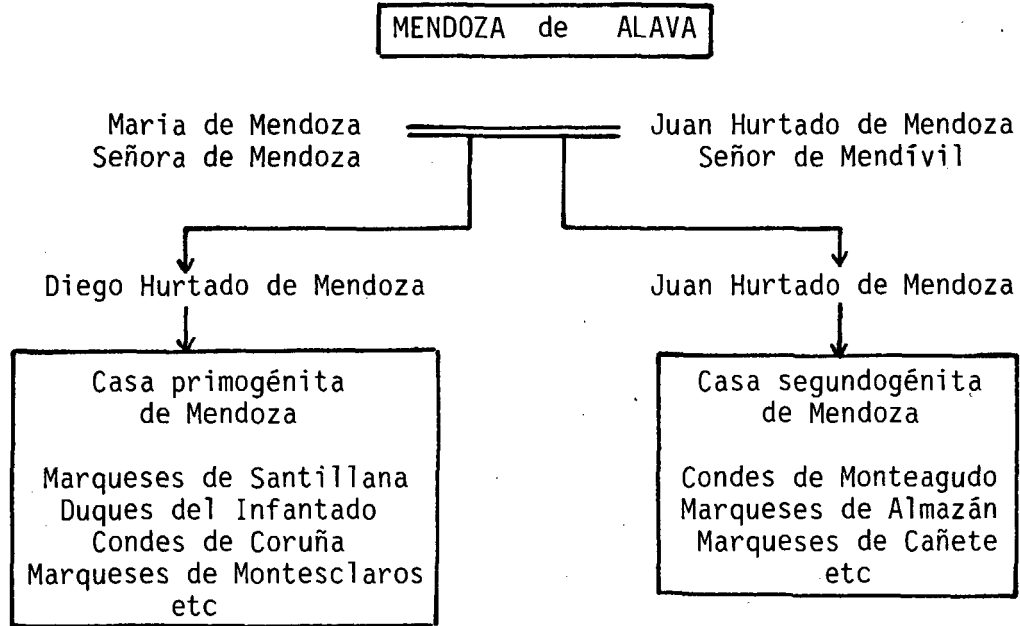 MENDOZA de ALAVA
Maria de Mendoza
Señora de Mendoza
Juan Hurtado de Mendoza
Señor de Mendívil
Diego Hurtado de Mendoza
Juan Hurtado de Mendoza
Casa primogénita
de Mendoza
Marqueses de Santillana
Duques del Infantado
Condes de Coruña
Marqueses de Montesclaros
etc
Casa segundogénita
de Mendoza
Condes de Monteagudo
Marqueses de Almazán
Marqueses de Cañete
etc